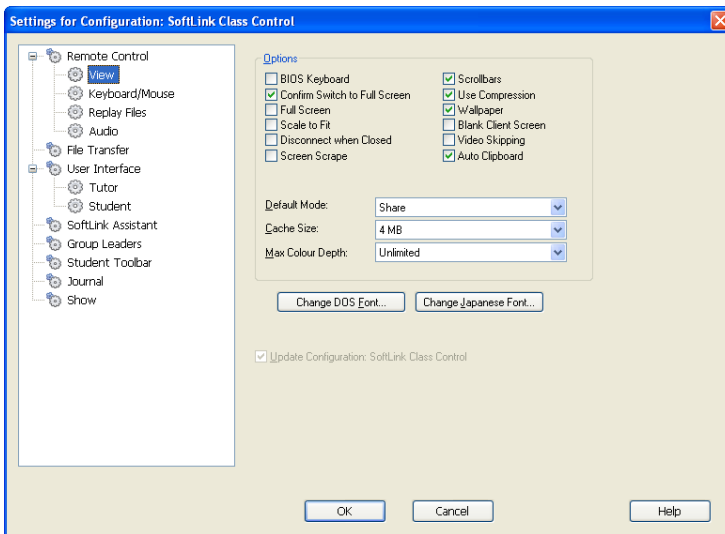 Settings for Configuration: SoftLink Class Control
Remote Control
View
Keyboard/Mouse
Replay Files
Audio
File Transfer
User Interface
Tutor
Student
SoftLink Assistant
Group Leaders
Student Toolbar
Journal
Show
Options
BIOS Keyboard
Confirm Switch to Full Screen
Full Screen
Scale to Fit
Disconnect when Closed
Screen Scrape
Scrollbars
Use Compression
Wallpaper
Blank Client Screen
Video Skipping
Auto Clipboard
Default Mode: Share
Cache Size: 4 MB
Max Colour Depth: Unlimited
Change DOS Font... Change Japanese Font...
Update Configuration: SoftLink Class Control
OK Cancel Help